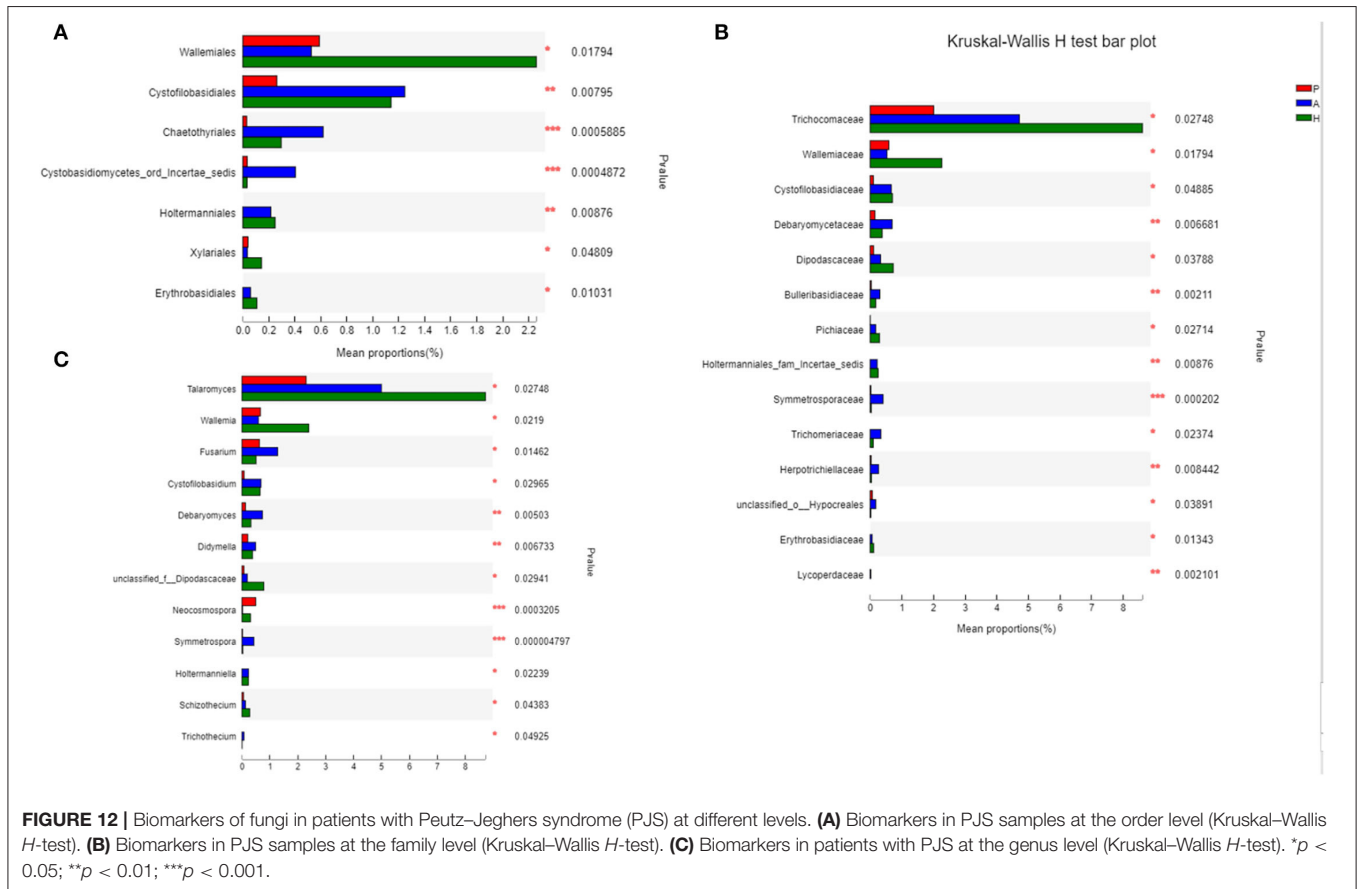 A
Wallemiales * 0.01794
Cystofilobasidiales ** 0.00795
Chaetothyriales *** 0.0005885
Cystobasidiomycetes_ord_Incertae_sedis *** 0.0004872
Holtermanniales ** 0.00876
Xylariales * 0.04809
Erythrobasidiales * 0.01031
0.0 0.2 0.4 0.6 0.8 1.0 1.2 1.4 1.6 1.8 2.0 2.2
Mean proportions(%)
Pvalue
B
Kruskal-Wallis H test bar plot
P
A
H
Trichocomaceae * 0.02748
Wallemiaceae * 0.01794
Cystofilobasidiaceae * 0.04885
Debaryomycetaceae ** 0.006681
Dipodascaceae * 0.03788
Bulleribasidiaceae ** 0.00211
Pichiaceae * 0.02714
Holtermanniales_fam_Incertae_sedis ** 0.00876
Symmetrosporaceae *** 0.000202
Trichomeriaceae * 0.02374
Herpotrichiellaceae ** 0.008442
unclassified_o__Hypocreales * 0.03891
Erythrobasidiaceae * 0.01343
Lycoperdaceae ** 0.002101
0 1 2 3 4 5 6 7 8
Mean proportions(%)
Pvalue
C
Talaromyces * 0.02748
Wallemia * 0.0219
Fusarium * 0.01462
Cystofilobasidium * 0.02965
Debaryomyces ** 0.00503
Didymella ** 0.006733
unclassified_f__Dipodascaceae * 0.02941
Neocosmospora *** 0.0003205
Symmetrospora *** 0.000004797
Holtermanniella * 0.02239
Schizothecium * 0.04383
Trichothecium * 0.04925
0 1 2 3 4 5 6 7 8
Mean proportions(%)
Pvalue
FIGURE 12 | Biomarkers of fungi in patients with Peutz–Jeghers syndrome (PJS) at different levels. (A) Biomarkers in PJS samples at the order level (Kruskal–Wallis
H-test). (B) Biomarkers in PJS samples at the family level (Kruskal–Wallis H-test). (C) Biomarkers in patients with PJS at the genus level (Kruskal–Wallis H-test). *p <
0.05; **p < 0.01; ***p < 0.001.